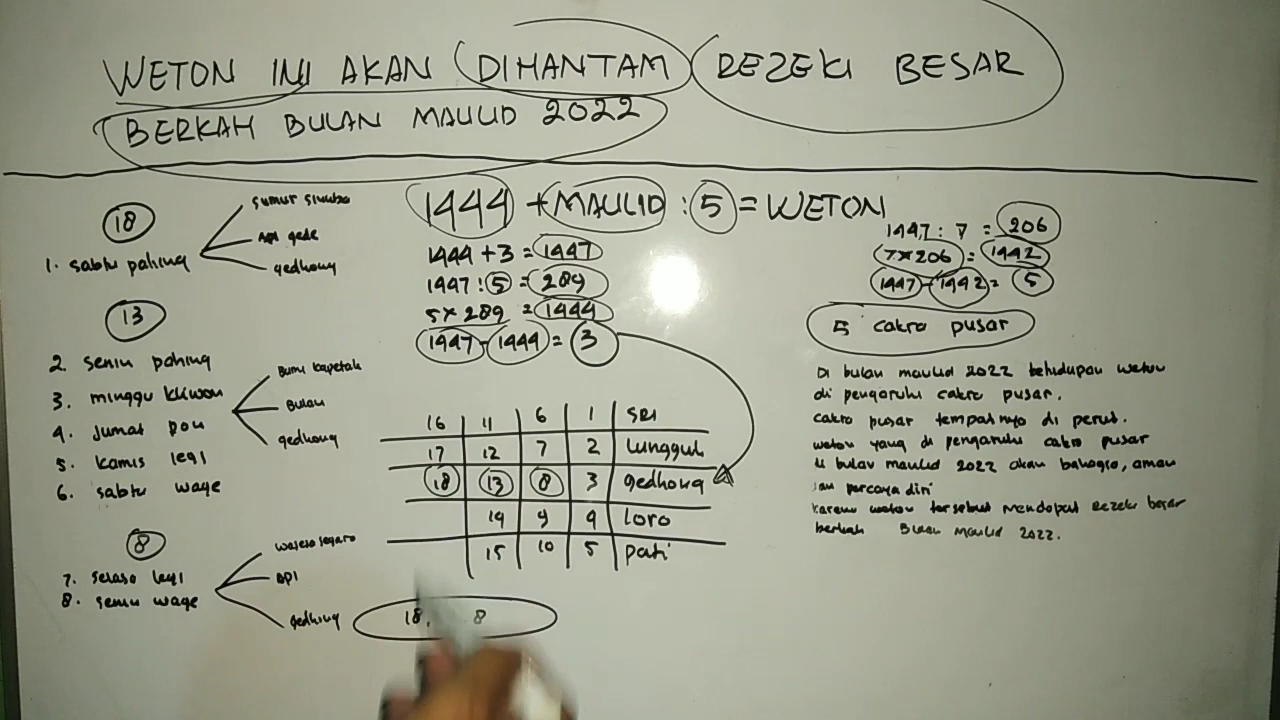 WETON INI AKAN DIHANTAM REZEKI BESAR
BERKAH BULAN MAULID 2022
18
1. sabtu pahing
sumur sinaba
api gede
gedhong
13
2. senin pahing
3. minggu kliwon
4. Jumat pon
5. kamis legi
6. sabtu wage
Bumi kapetak
Bulan
gedhong
8
7. selasa legi
8. senin wage
waseso segoro
api
gedhong
1444 + MAULID : 5 = WETON
1444 + 3 = 1447
1447 : 5 = 289
5 x 289 = 1444
1447 - 1444 = 3
16 11 6 1 SRI
17 12 7 2 lunggul
18 13 8 3 gedhong
14 9 4 loro
15 10 5 pati
18, 8
1447 : 7 = 206
7 x 206 = 1442
1447 - 1442 = 5
5 cakro pusar
Di bulan maulid 2022 kehidupan weton
di pengaruhi cakro pusar.
cakro pusar tempatnyo di perut.
weton yang di pengaruhi cakro pusar
di bulan maulid 2022 akan bahagio, aman
dan percaya diri
karena weton tersebut mendapat rezeki besar
berkah Bulan maulid 2022.